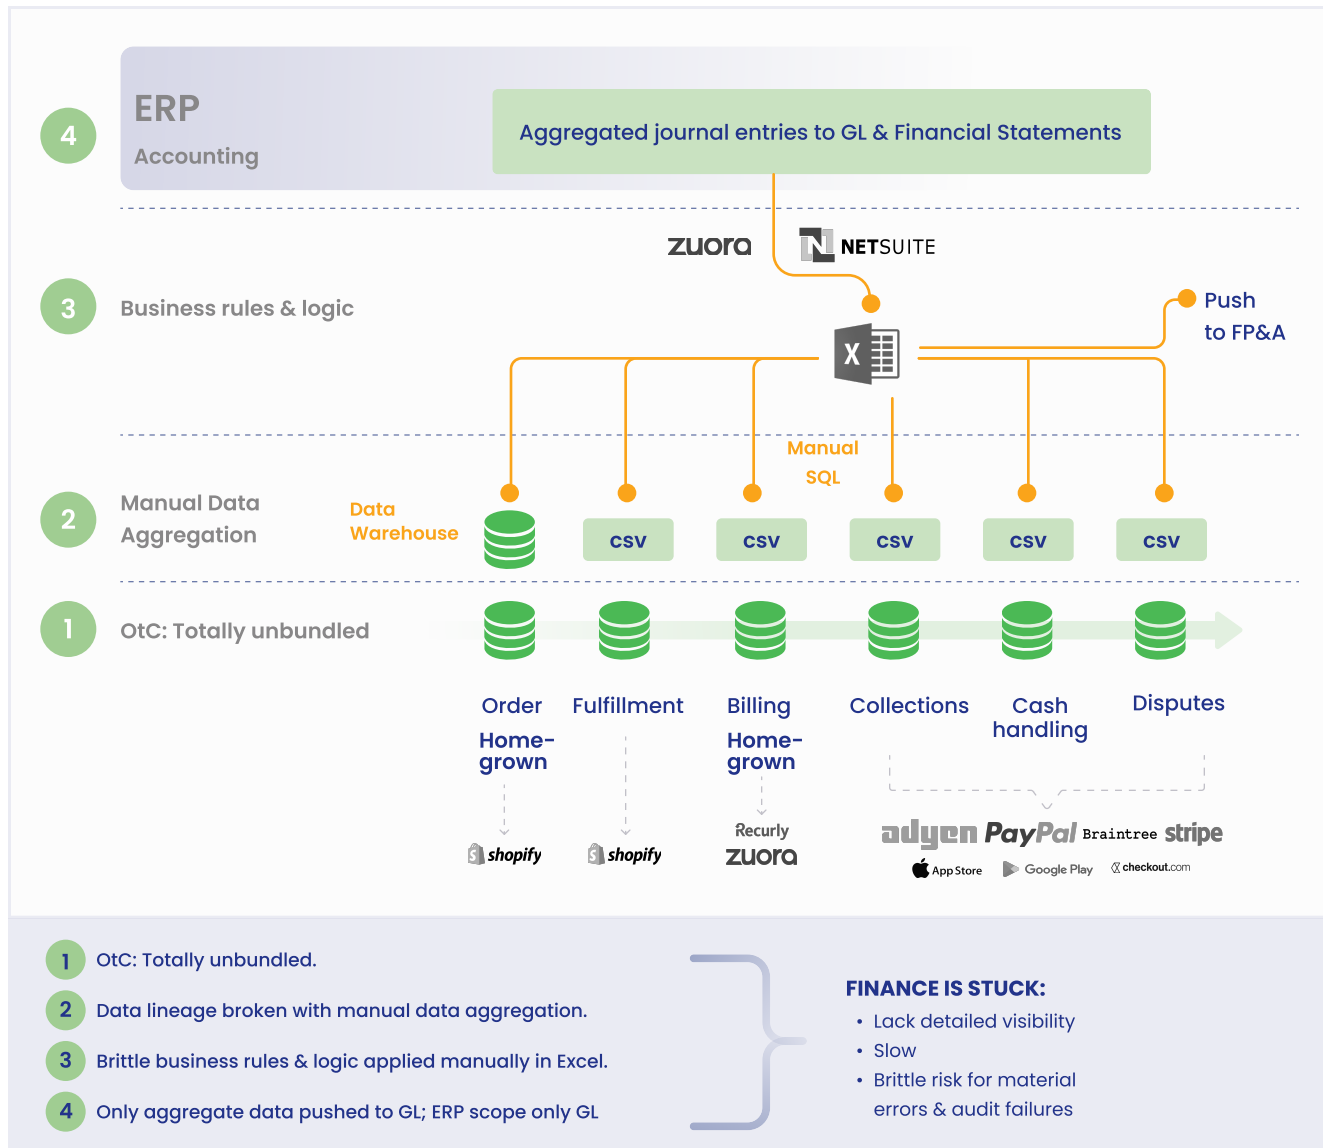 4
ERP
Accounting
Aggregated journal entries to GL & Financial Statements
zuora
N NETSUITE
3
Business rules & logic
X
Push
to FP&A
Manual
SQL
2
Manual Data
Aggregation
Data
Warehouse
csv
csv
csv
csv
csv
1
OtC: Totally unbundled
Order
Home-
grown
Fulfillment
Billing
Home-
grown
Collections
Cash
handling
Disputes
shopify
shopify
Recurly
zuora
adyen PayPal Braintree stripe
App Store Google Play checkout.com
1 OtC: Totally unbundled.
2 Data lineage broken with manual data aggregation.
3 Brittle business rules & logic applied manually in Excel.
4 Only aggregate data pushed to GL; ERP scope only GL
FINANCE IS STUCK:
• Lack detailed visibility
• Slow
• Brittle risk for material
errors & audit failures